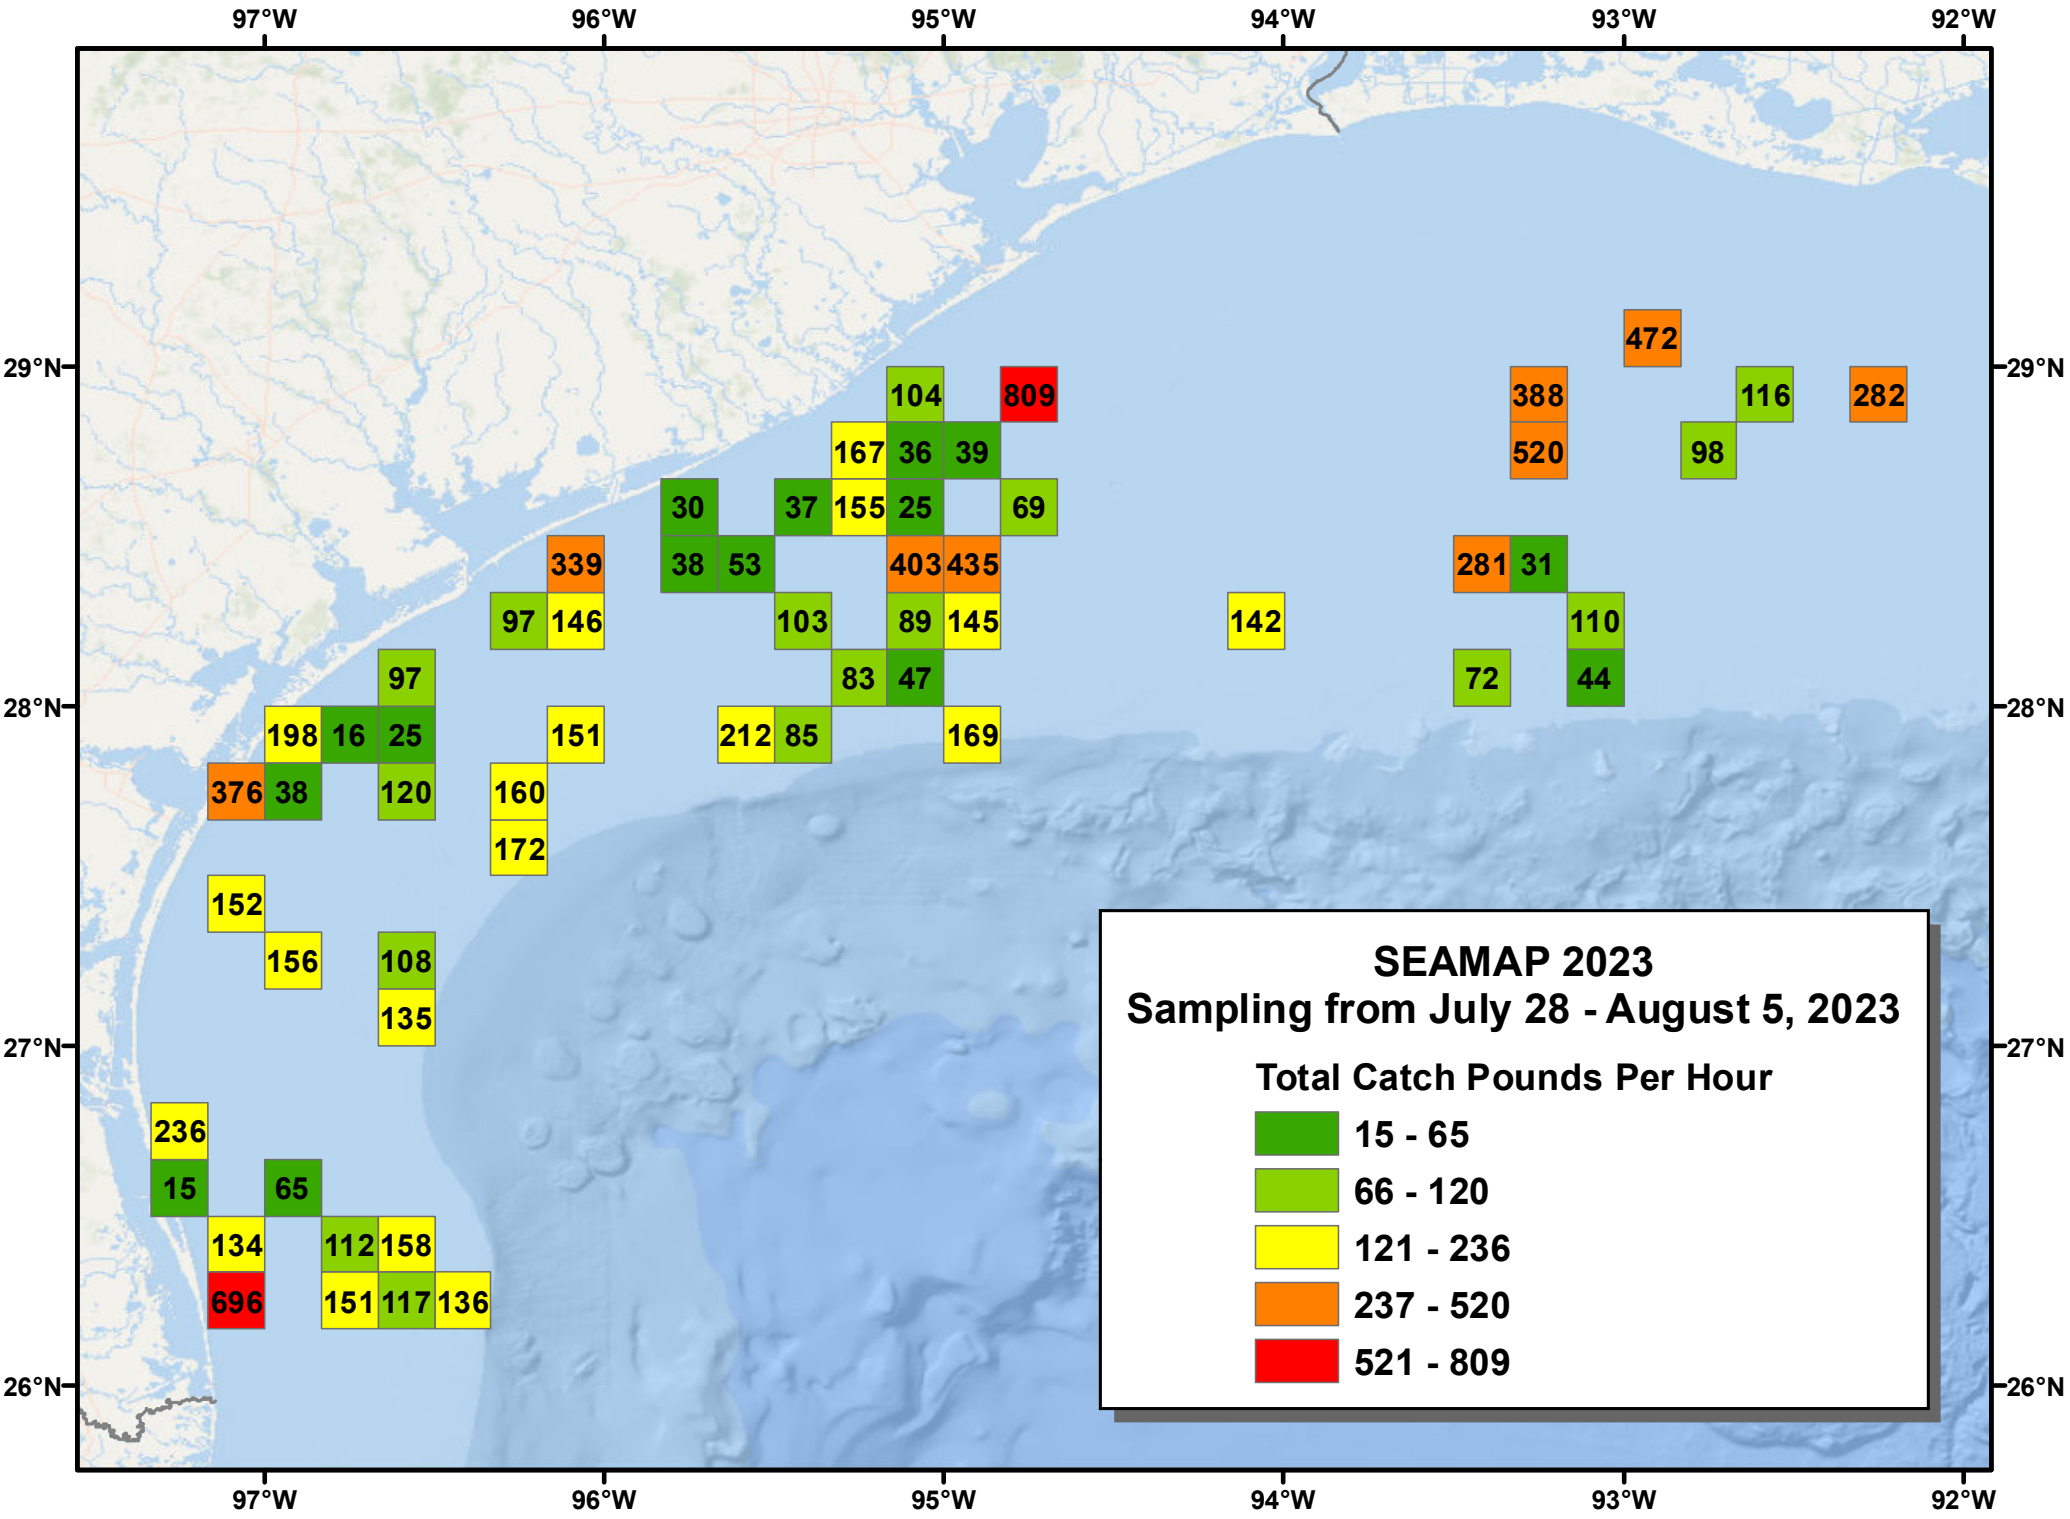 97°W 96°W 95°W 94°W 93°W 92°W
472
29°N 29°N
104 809 388 116 282
167 36 39 520 98
30 37 155 25 69
339 38 53 403 435 281 31
97 146 103 89 145 142 110
97 83 47 72 44
28°N 28°N
198 16 25 151 212 85 169
376 38 120 160
172
152
156 108
135
27°N 27°N
236
15 65
134 112 158
696 151 117 136
26°N 26°N
SEAMAP 2023
Sampling from July 28 - August 5, 2023
Total Catch Pounds Per Hour
15 - 65
66 - 120
121 - 236
237 - 520
521 - 809
97°W 96°W 95°W 94°W 93°W 92°W